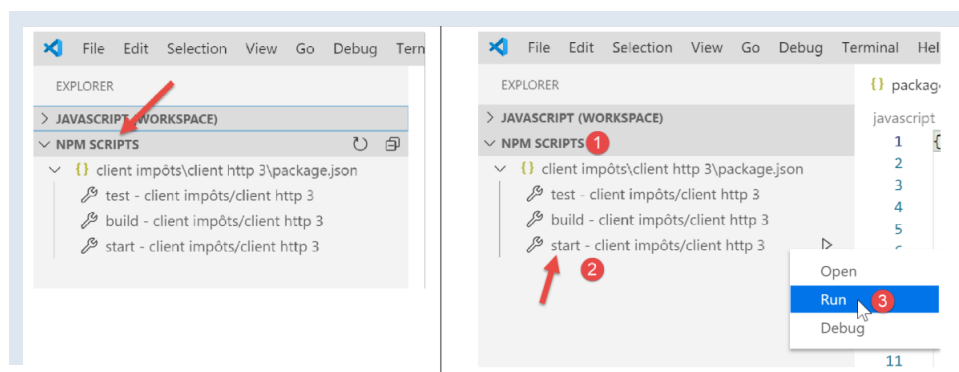 File Edit Selection View Go Debug Tern
EXPLORER
JAVASCRIPT (WORKSPACE)
NPM SCRIPTS
{} client impôts\client http 3\package.json
test - client impôts/client http 3
build - client impôts/client http 3
start - client impôts/client http 3
File Edit Selection View Go Debug Terminal Hel
EXPLORER
{} packag
JAVASCRIPT (WORKSPACE)
javascript
NPM SCRIPTS 1
1 {
{} client impôts\client http 3\package.json
2
test - client impôts/client http 3
3
4
build - client impôts/client http 3
5
start - client impôts/client http 3
2
Open
Run 3
Debug
11